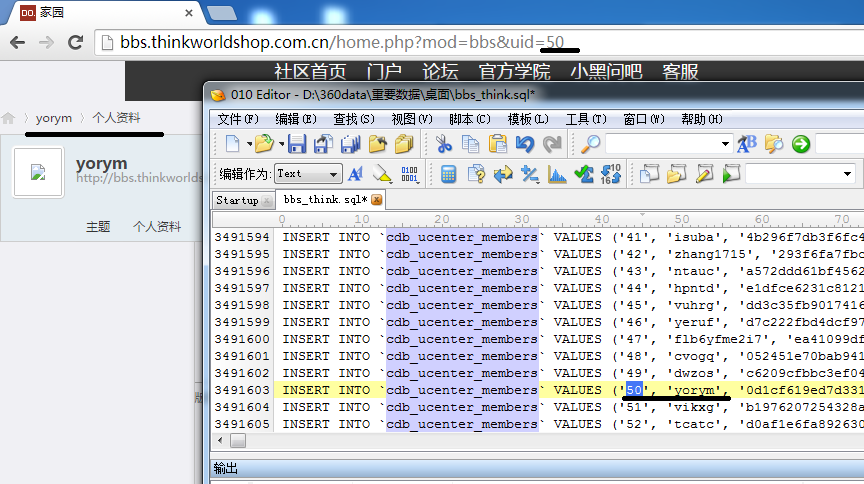 家园
bbs.thinkworldshop.com.cn/home.php?mod=bbs&uid=50
社区首页 门户 论坛 官方学院 小黑问吧 客服
yorym 个人资料
yorym
http://bbs.thinkworlds
主题 个人资料
010 Editor - D:\360data\重要数据\桌面\bbs_think.sql*
文件(F) 编辑(E) 查找(S) 视图(V) 脚本(C) 模板(L) 工具(T) 窗口(W) 帮助(H)
编辑作为: Text
Startup bbs_think.sql*
0 10 20 30 40 50 60 70
3491594 INSERT INTO `cdb_ucenter_members` VALUES ('41', 'isuba', '4b296f7db3f6fc4
3491595 INSERT INTO `cdb_ucenter_members` VALUES ('42', 'zhang1715', '293f6fa7fbc
3491596 INSERT INTO `cdb_ucenter_members` VALUES ('43', 'ntauc', 'a572ddd61bf4562
3491597 INSERT INTO `cdb_ucenter_members` VALUES ('44', 'hpntd', 'e1dfce6231c8121
3491598 INSERT INTO `cdb_ucenter_members` VALUES ('45', 'vuhrg', 'dd3c35fb9017416
3491599 INSERT INTO `cdb_ucenter_members` VALUES ('46', 'yeruf', 'd7c222fbd4dcf97
3491600 INSERT INTO `cdb_ucenter_members` VALUES ('47', 'f1b6yfme2i7', 'ea41099df
3491601 INSERT INTO `cdb_ucenter_members` VALUES ('48', 'cvogq', '052451e70bab941
3491602 INSERT INTO `cdb_ucenter_members` VALUES ('49', 'dwzos', 'c6209cfbbc3ef04
3491603 INSERT INTO `cdb_ucenter_members` VALUES ('50', 'yorym', '0d1cf619ed7d331
3491604 INSERT INTO `cdb_ucenter_members` VALUES ('51', 'vikxg', 'b1976207254328a
3491605 INSERT INTO `cdb_ucenter_members` VALUES ('52', 'tcatc', 'd0af1e6fa892630
输出